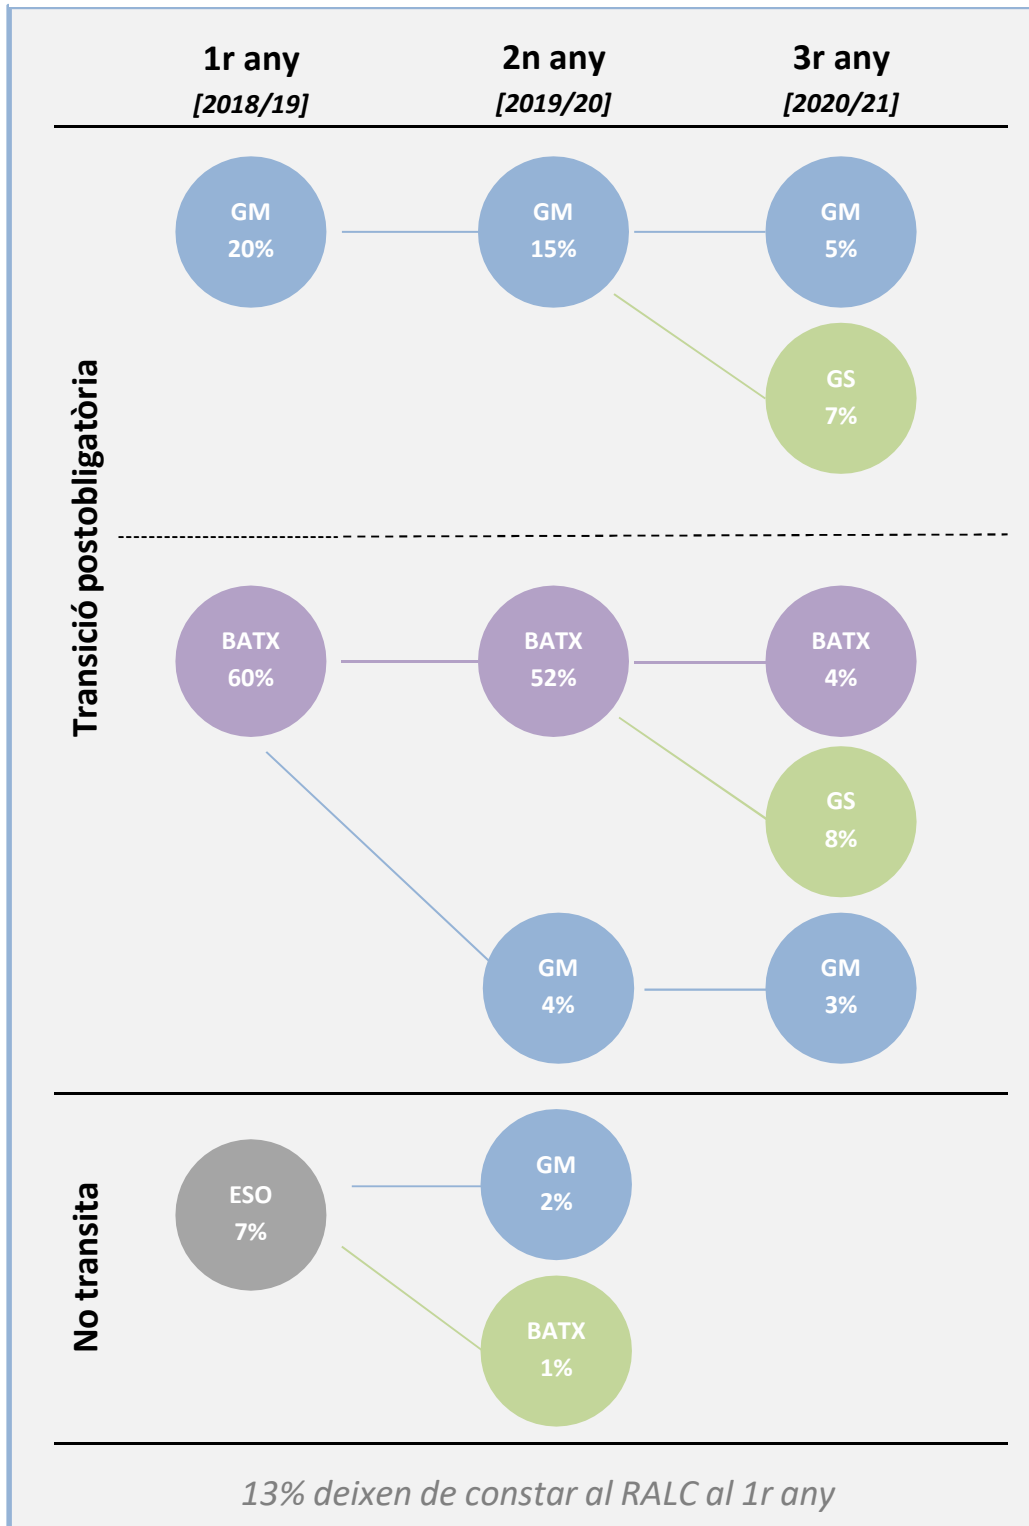 1r any
[2018/19]
2n any
[2019/20]
3r any
[2020/21]
Transició postobligatòria
GM
20%
GM
15%
GM
5%
GS
7%
BATX
60%
BATX
52%
BATX
4%
GS
8%
GM
4%
GM
3%
No transita
ESO
7%
GM
2%
BATX
1%
13% deixen de constar al RALC al 1r any